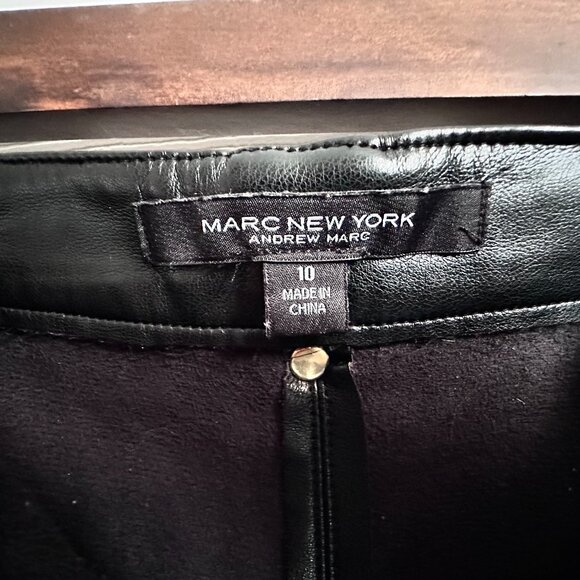 MARC NEW YORK
ANDREW MARC
10
MADE IN
CHINA